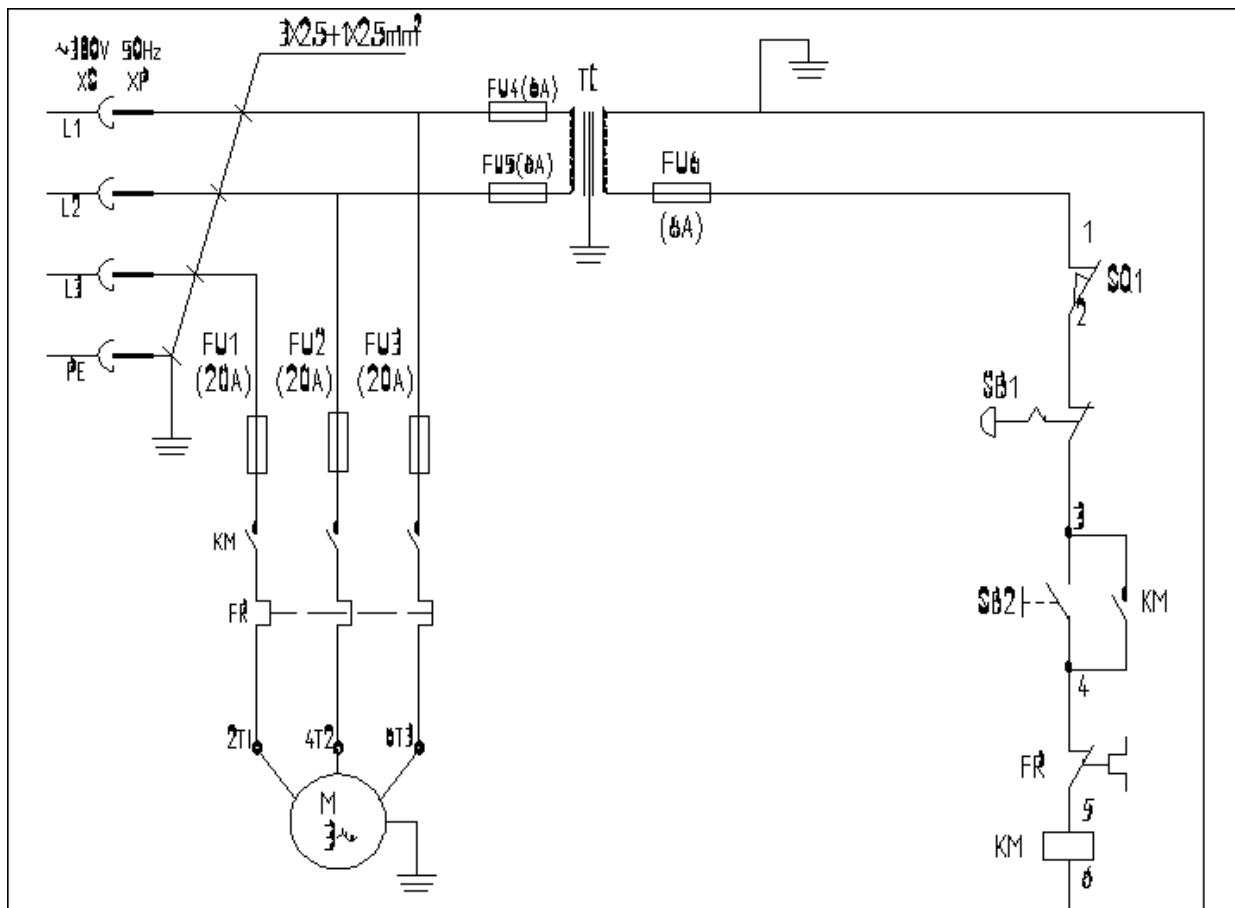 3X2.5+1X2.5mm²
~380V 50Hz
XS XP
L1
FU4(6A)
TC
FU5(6A)
FU6
(6A)
L2
L3
PE
FU1
(20A)
FU2
(20A)
FU3
(20A)
1
SQ1
2
SB1
3
KM
FR
SB2
KM
4
2T1
4T2
6T3
M
3~
FR
5
KM
6